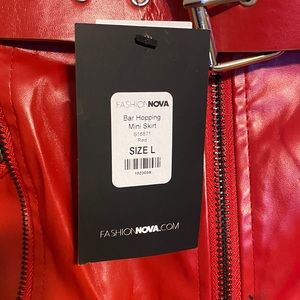 FASHIONNOVA
Bar Hopping
Mini Skirt
Red
SIZE L
FASHIONNOVA.COM